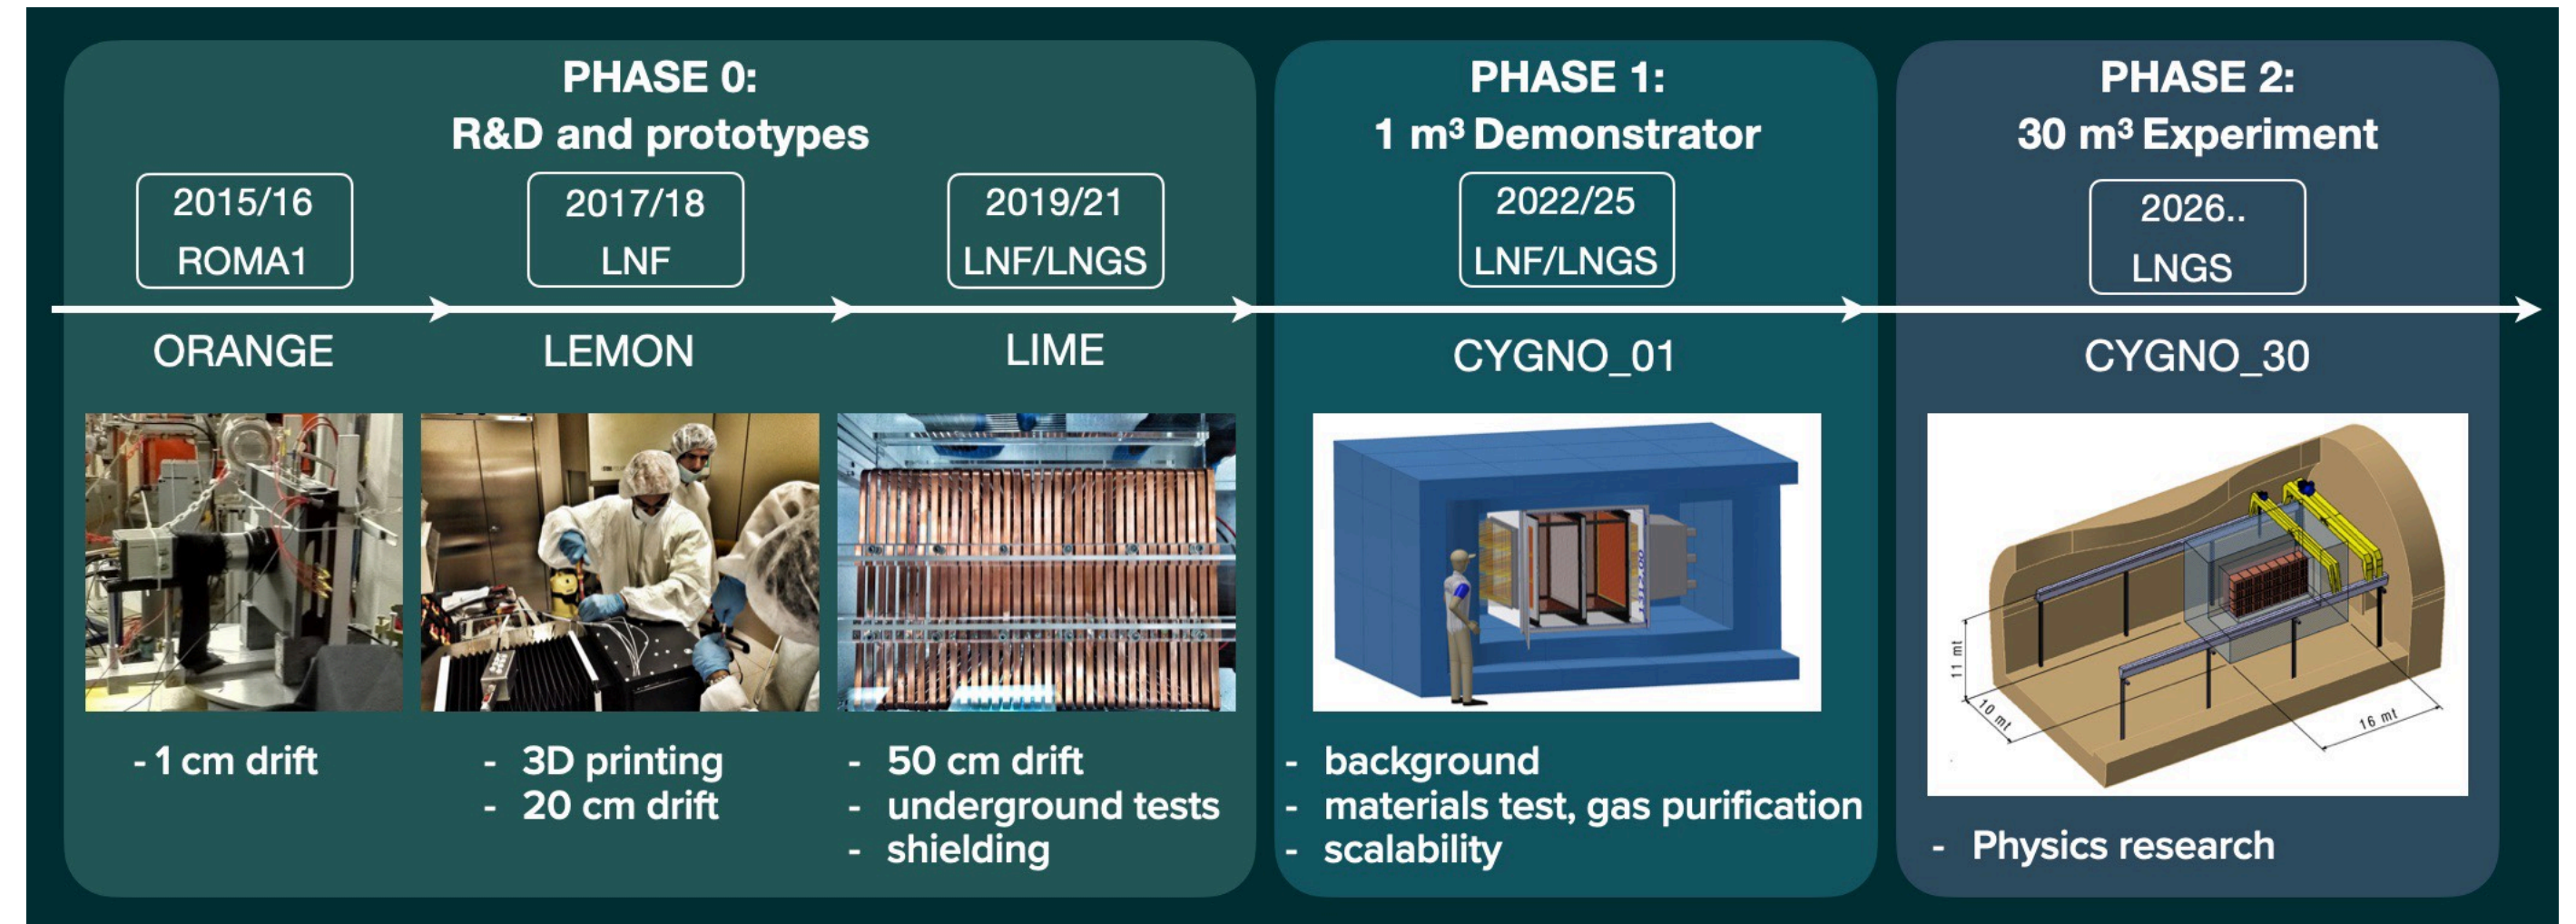 PHASE 0:
R&D and prototypes
2015/16
ROMA1
2017/18
LNF
2019/21
LNF/LNGS
ORANGE
LEMON
LIME
- 1 cm drift
- 3D printing
- 20 cm drift
- 50 cm drift
- underground tests
- shielding
PHASE 1:
1 m³ Demonstrator
2022/25
LNF/LNGS
CYGNO_01
- background
- materials test, gas purification
- scalability
PHASE 2:
30 m³ Experiment
2026..
LNGS
CYGNO_30
11 mt
10 mt
16 mt
- Physics research